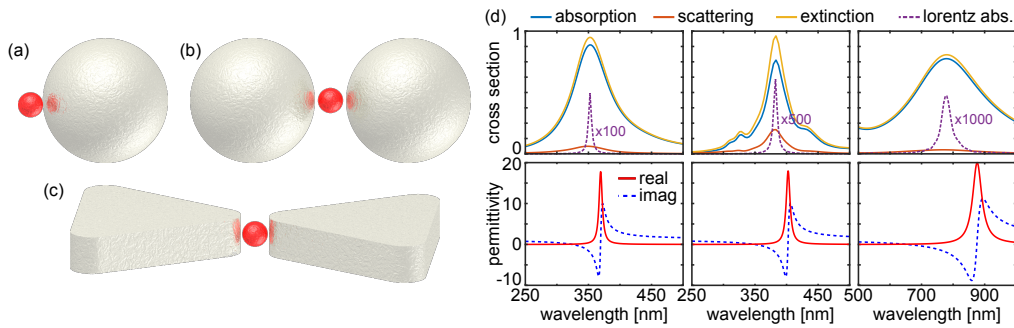 (a)
(b)
(c)
(d)
absorption scattering extinction lorentz abs.
cross section
1
0
x100
x500
x1000
permittivity
20
0
-10
real
imag
250 350 450
250 350 450
500 700 900
wavelength [nm] wavelength [nm] wavelength [nm]